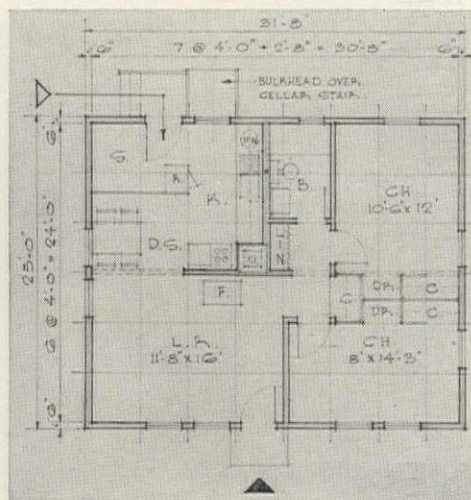 31'-8"
6" 7 @ 4'-0" + 2'-8" = 30'-8" 6"
BULKHEAD OVER
CELLAR STAIR
25'-0"
6" 6 @ 4'-0" = 24'-0" 6"
G.
R
K.
B.
CH
10'-6" x 12'
D.S.
O
N
F.
C
DR.
C
DR.
C
L. R.
11'-8" x 16'
CH
8' x 14'-3"